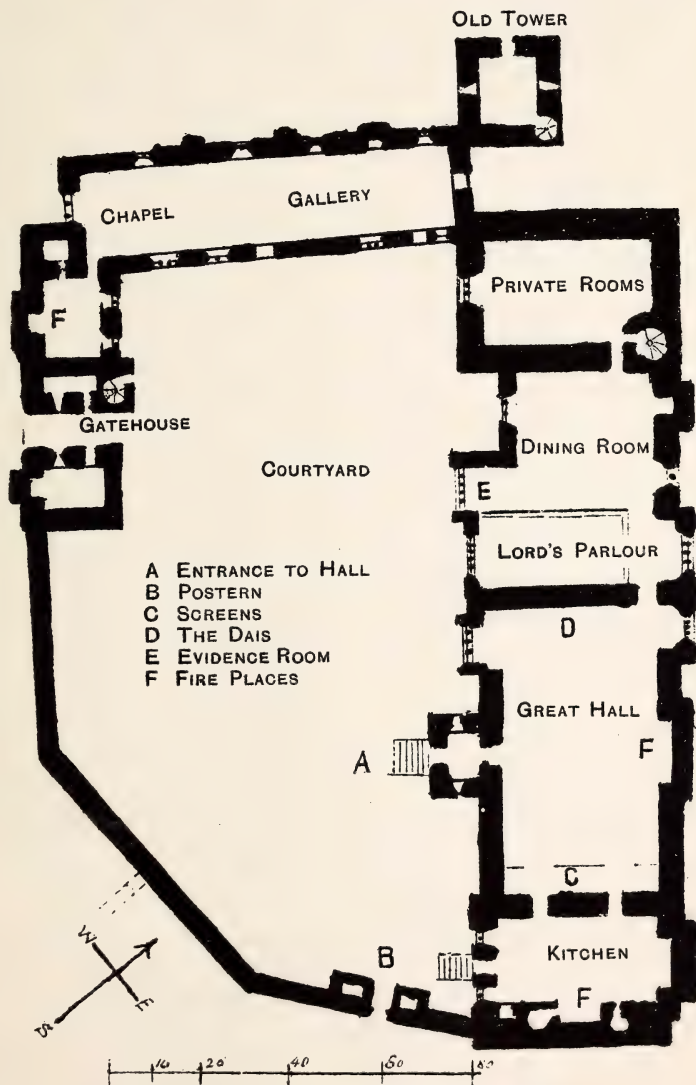 OLD TOWER
CHAPEL GALLERY
PRIVATE ROOMS
F
GATEHOUSE
DINING ROOM
COURTYARD
E
LORD'S PARLOUR
A ENTRANCE TO HALL
B POSTERN
C SCREENS
D THE DAIS
E EVIDENCE ROOM
F FIRE PLACES
D
GREAT HALL
A
F
C
B
KITCHEN
F
W
E
S
10 20 40 60 80